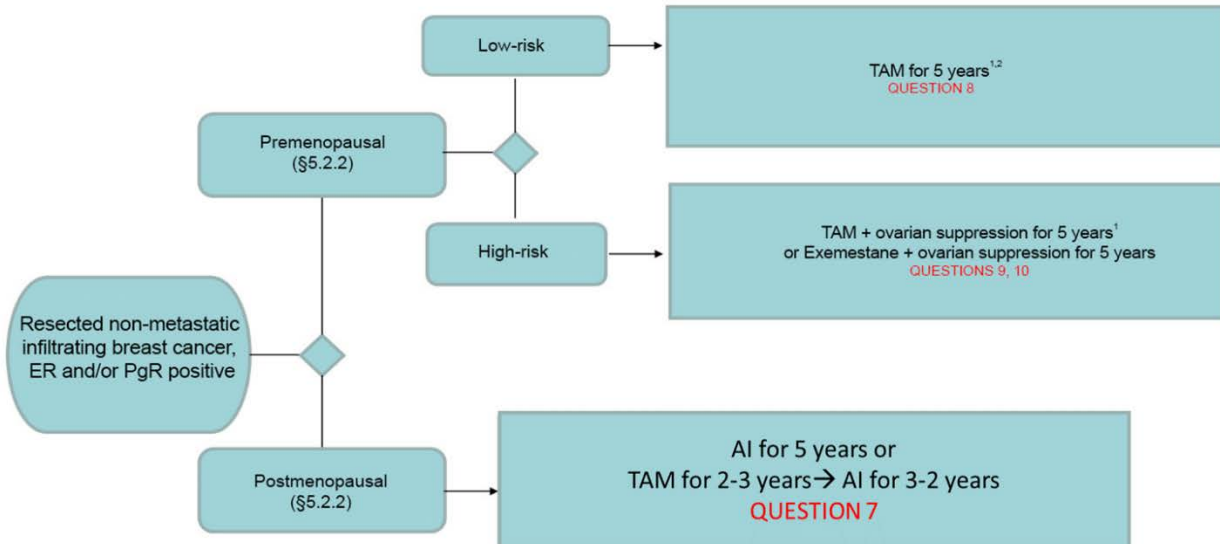 Low-risk
TAM for 5 years1,2
QUESTION 8
Premenopausal
(§5.2.2)
High-risk
TAM + ovarian suppression for 5 years1
or Exemestane + ovarian suppression for 5 years
QUESTIONS 9, 10
Resected non-metastatic
infiltrating breast cancer,
ER and/or PgR positive
Postmenopausal
(§5.2.2)
AI for 5 years or
TAM for 2-3 years→ AI for 3-2 years
QUESTION 7